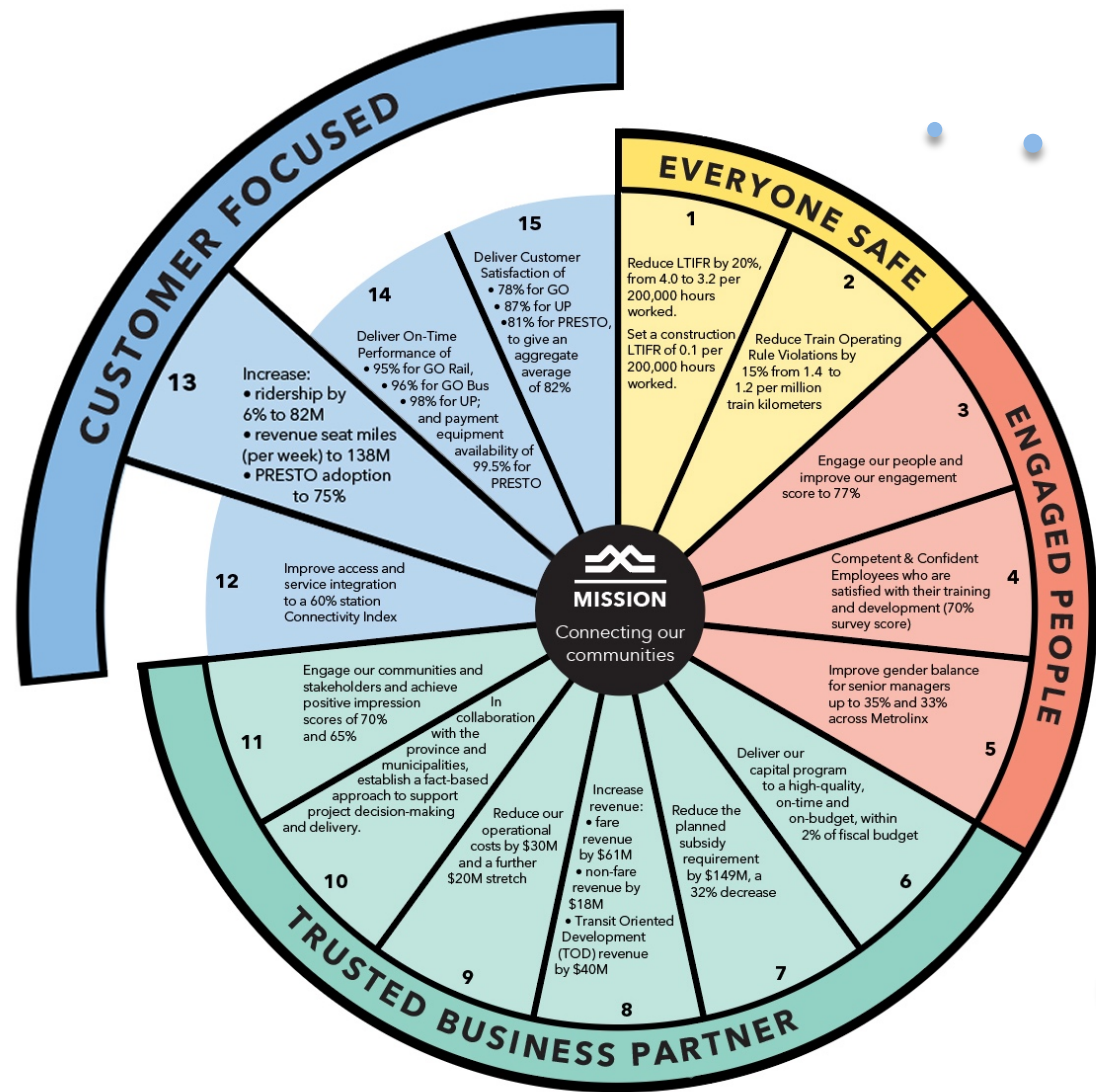 CUSTOMER FOCUSED
EVERYONE SAFE
1
Reduce LTIFR by 20%,
from 4.0 to 3.2 per
200,000 hours
worked.
Set a construction
LTIFR of 0.1 per
200,000 hours
worked.
2
Reduce Train Operating
Rule Violations by
15% from 1.4 to
1.2 per million
train kilometers
ENGAGED PEOPLE
3
Engage our people and
improve our engagement
score to 77%
4
Competent & Confident
Employees who are
satisfied with their training
and development (70%
survey score)
5
Improve gender balance
for senior managers
up to 35% and 33%
across Metrolinx
TRUSTED BUSINESS PARTNER
6
Deliver our
capital program
to a high-quality,
on-time and
on-budget, within
2% of fiscal budget
7
Reduce the
planned
subsidy
requirement
by $149M, a
32% decrease
8
Increase
revenue:
• fare
revenue
by $61M
• non-fare
revenue by
$18M
• Transit Oriented
Development
(TOD) revenue
by $40M
9
Reduce our
operational
costs by $30M
and a further
$20M stretch
10
In
collaboration
with the
province and
municipalities,
establish a fact-based
approach to support
project decision-making
and delivery.
11
Engage our communities and
stakeholders and achieve
positive impression
scores of 70%
and 65%
12
Improve access and
service integration
to a 60% station
Connectivity Index
13
Increase:
• ridership by
6% to 82M
• revenue seat miles
(per week) to 138M
• PRESTO adoption
to 75%
14
Deliver On-Time
Performance of
• 95% for GO Rail,
• 96% for GO Bus
• 98% for UP;
and payment
equipment
availability of
99.5% for
PRESTO
15
Deliver Customer
Satisfaction of
• 78% for GO
• 87% for UP
•81% for PRESTO,
to give an
aggregate
average
of 82%
MISSION
Connecting our
communities